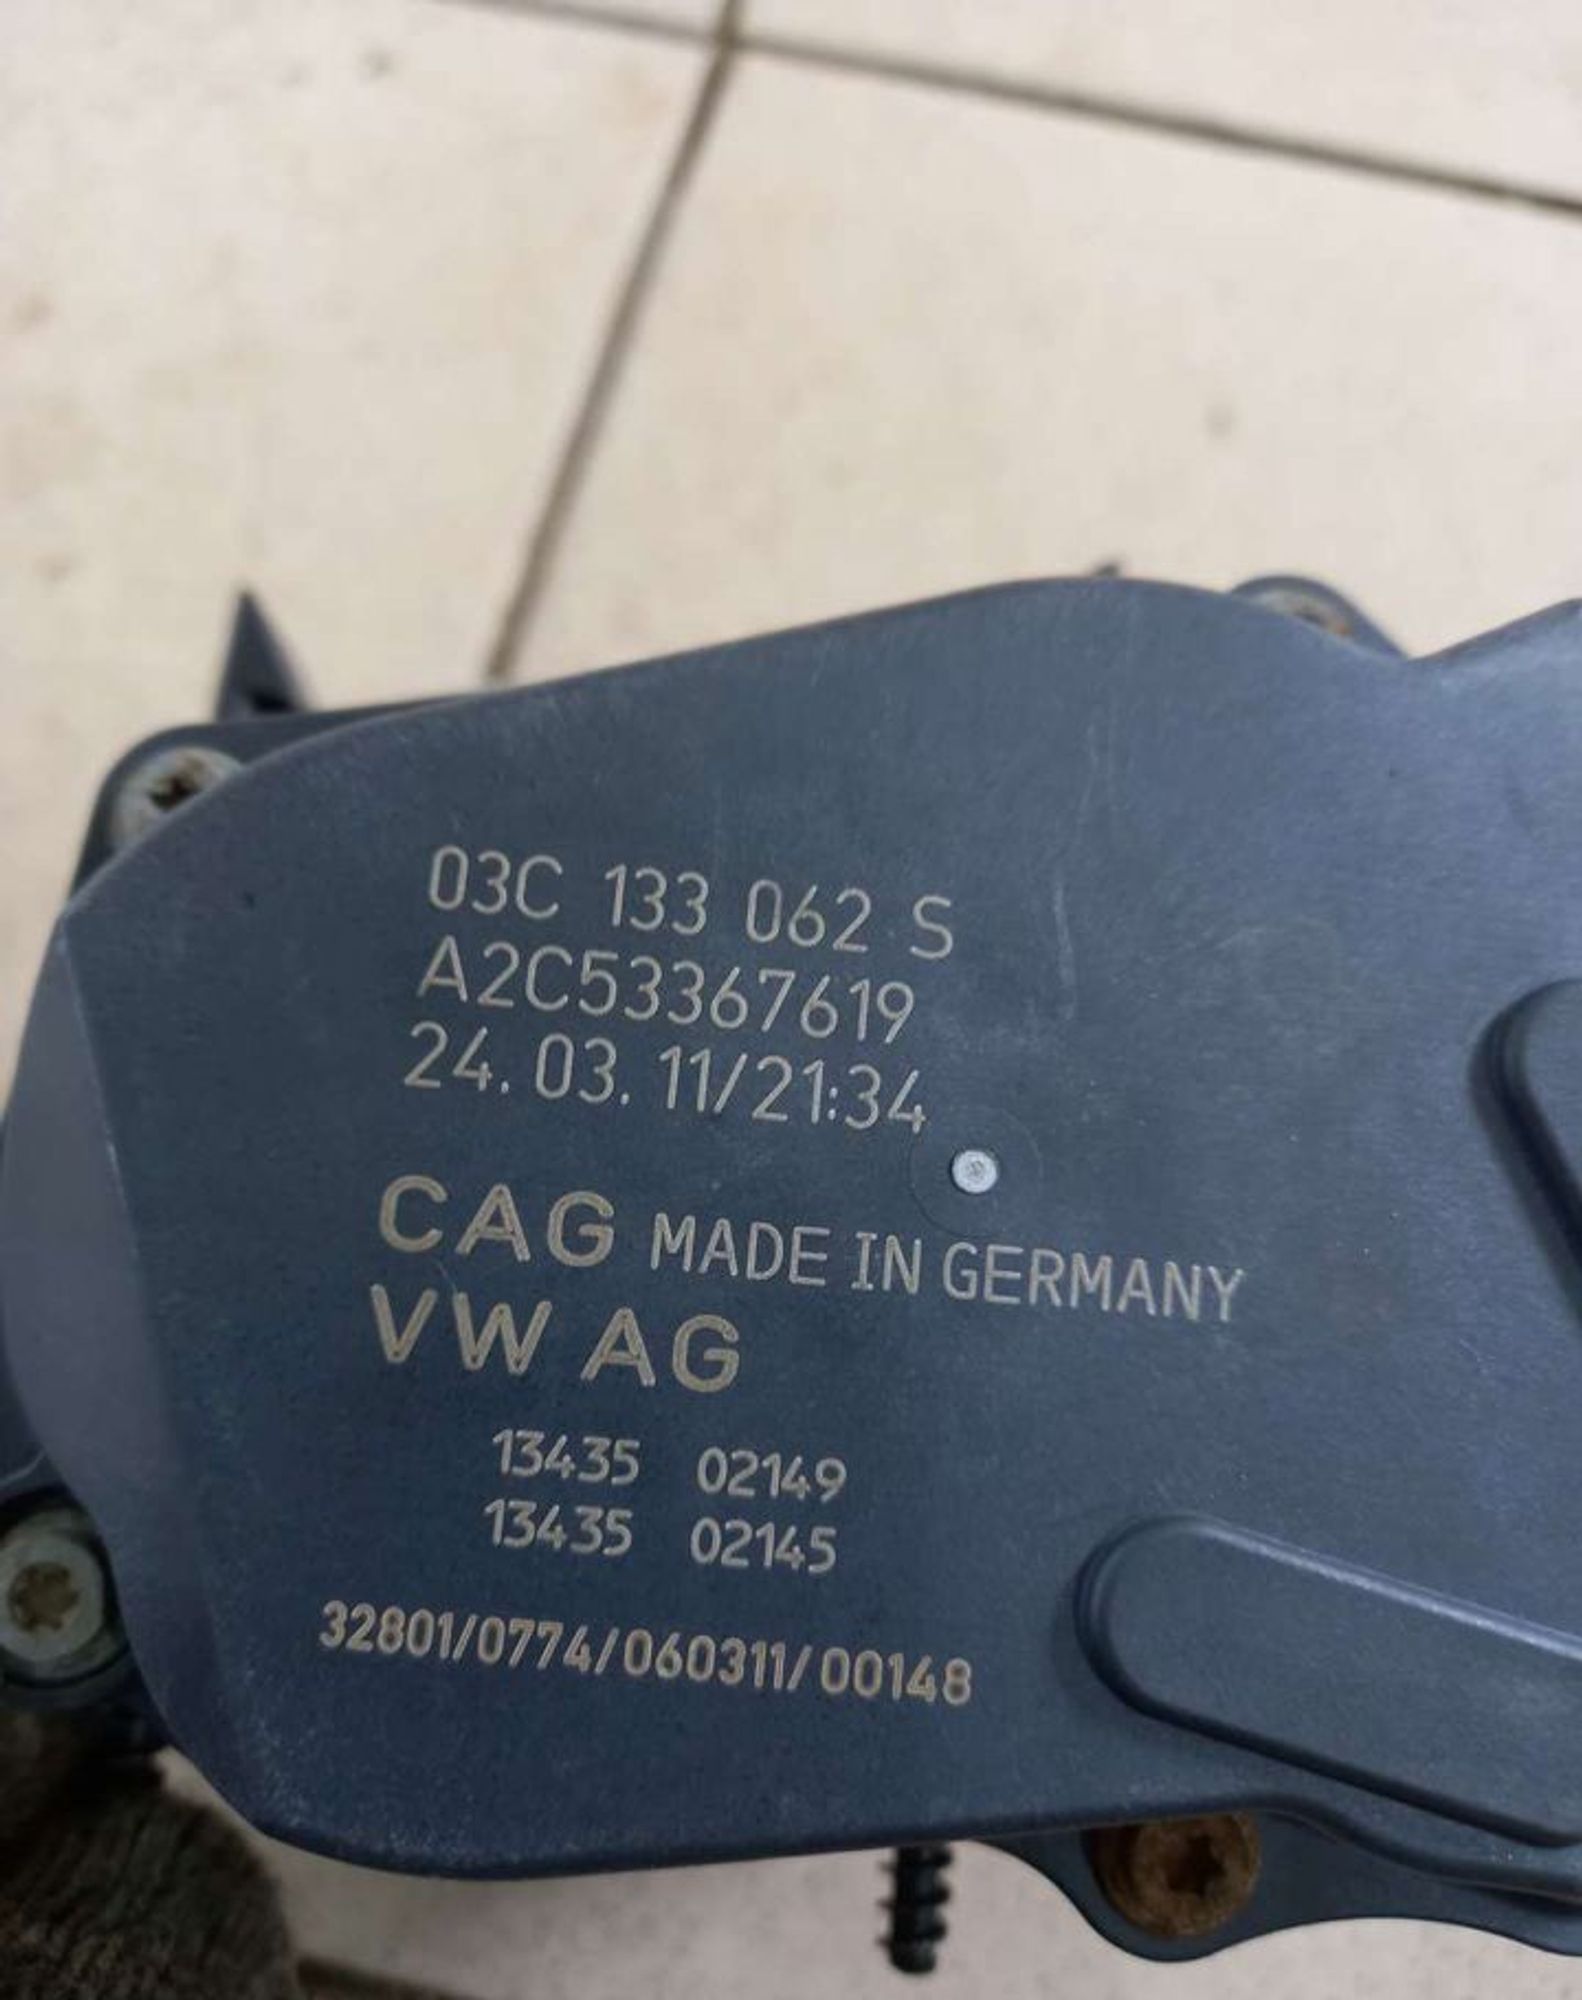 03C 133 062 S
A2C53367619
24.03.11/21:34
CAG MADE IN GERMANY
VW AG
13435 02149
13435 02145
32801/0774/060311/00148